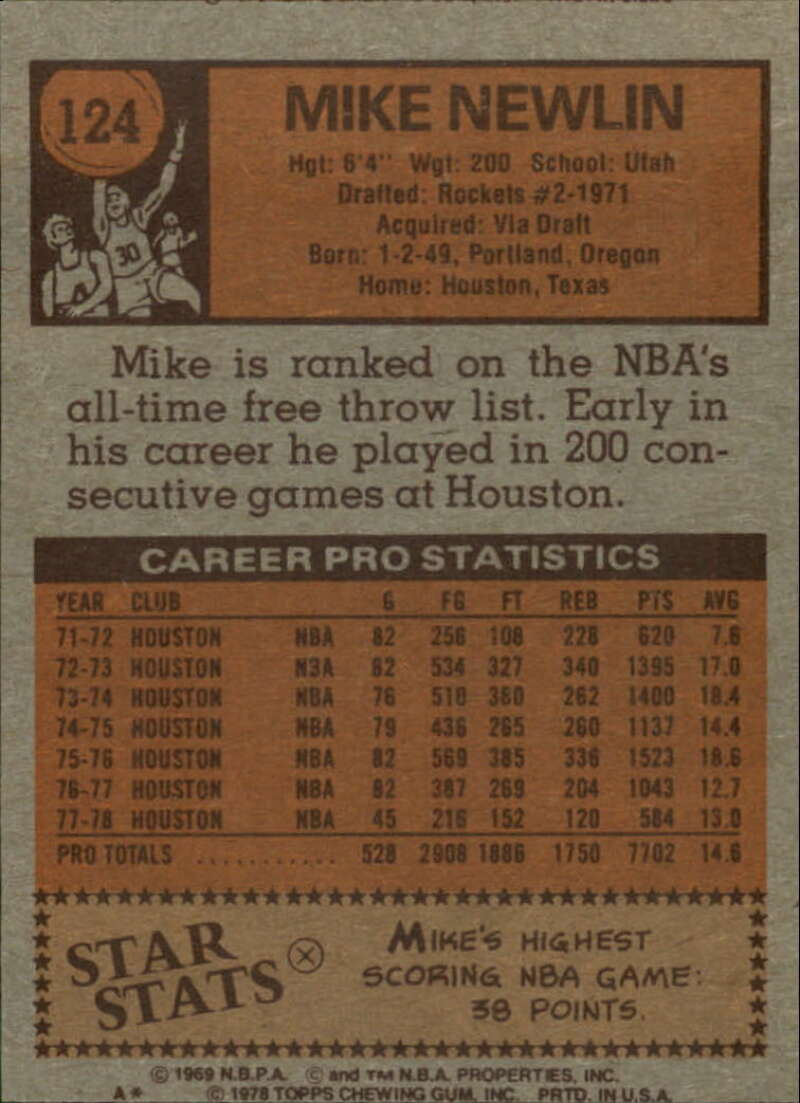 124
30
MIKE NEWLIN
Hgt: 6'4" Wgt: 200 School: Utah
Drafted: Rockets #2-1971
Acquired: Via Draft
Born: 1-2-49, Portland, Oregon
Home: Houston, Texas
Mike is ranked on the NBA's
all-time free throw list. Early in
his career he played in 200 con-
secutive games at Houston.
CAREER PRO STATISTICS
YEAR CLUB G FG FT REB PTS AVG
71-72 HOUSTON NBA 82 256 108 228 620 7.6
72-73 HOUSTON NBA 82 534 327 340 1395 17.0
73-74 HOUSTON NBA 76 510 380 262 1400 18.4
74-75 HOUSTON NBA 79 436 265 260 1137 14.4
75-76 HOUSTON NBA 82 569 385 336 1523 18.6
76-77 HOUSTON NBA 82 387 269 204 1043 12.7
77-78 HOUSTON NBA 45 216 152 120 584 13.0
PRO TOTALS ........... 528 2908 1886 1750 7702 14.6
STAR
STATS
MIKE'S HIGHEST
SCORING NBA GAME:
38 POINTS.
© 1969 N.B.P.A. © and TM N.B.A. PROPERTIES, INC.
A * © 1978 TOPPS CHEWING GUM, INC. PRTD. IN U.S.A.